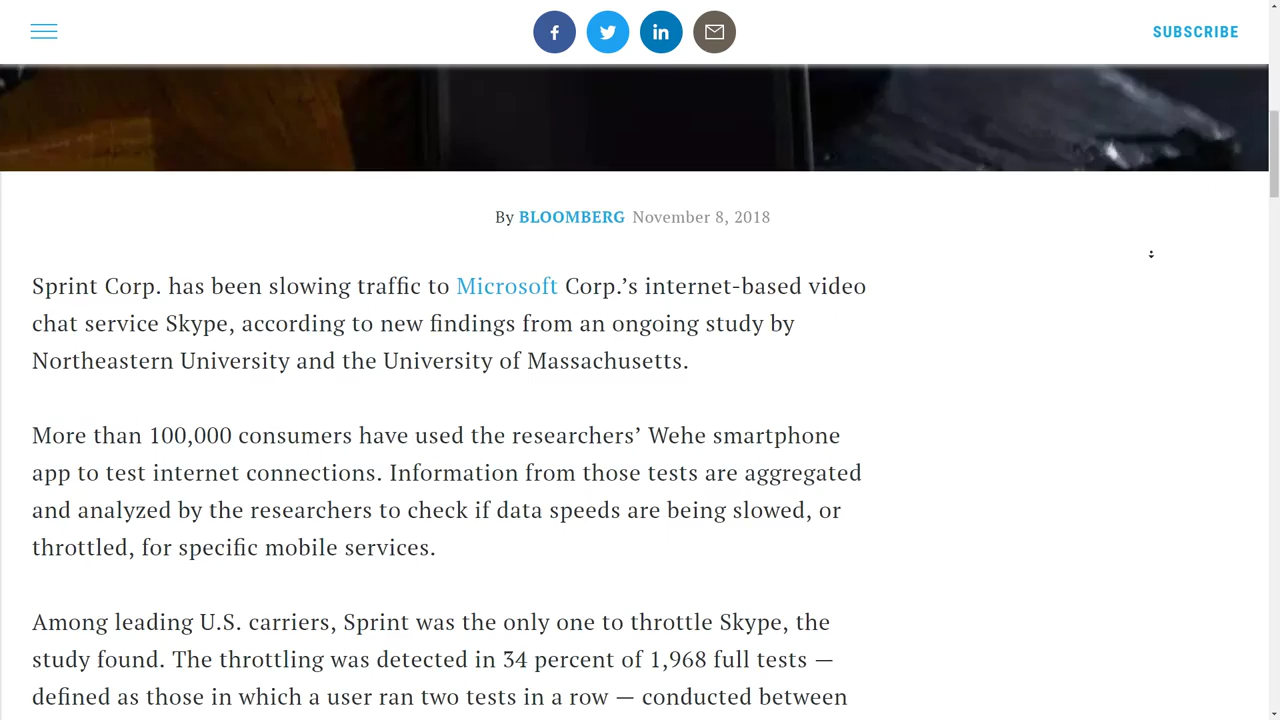 SUBSCRIBE
By BLOOMBERG November 8, 2018
Sprint Corp. has been slowing traffic to Microsoft Corp.’s internet-based video
chat service Skype, according to new findings from an ongoing study by
Northeastern University and the University of Massachusetts.
More than 100,000 consumers have used the researchers’ Wehe smartphone
app to test internet connections. Information from those tests are aggregated
and analyzed by the researchers to check if data speeds are being slowed, or
throttled, for specific mobile services.
Among leading U.S. carriers, Sprint was the only one to throttle Skype, the
study found. The throttling was detected in 34 percent of 1,968 full tests —
defined as those in which a user ran two tests in a row — conducted between